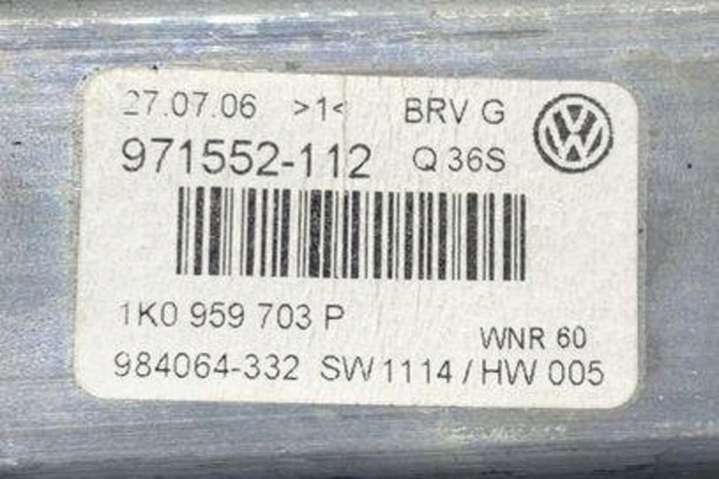 27.07.06 >1< BRV G
971552-112 Q 36S
1K0 959 703 P
WNR 60
984064-332 SW1114 / HW 005